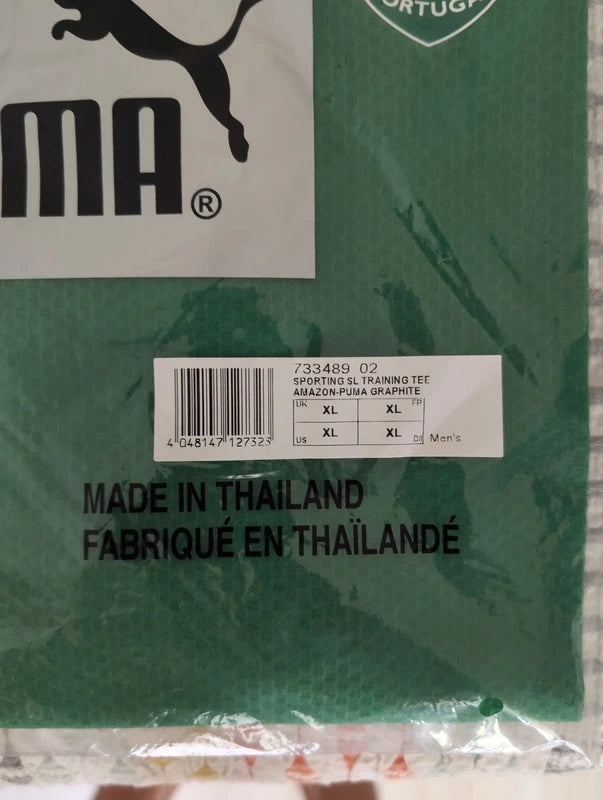 PORTUGAL
MA®
733489 02
SPORTING SL TRAINING TEE
AMAZON-PUMA GRAPHITE
UK XL XL FR
US XL XL D Men's
4 048147 127323
MADE IN THAILAND
FABRIQUÉ EN THAÏLANDÉ